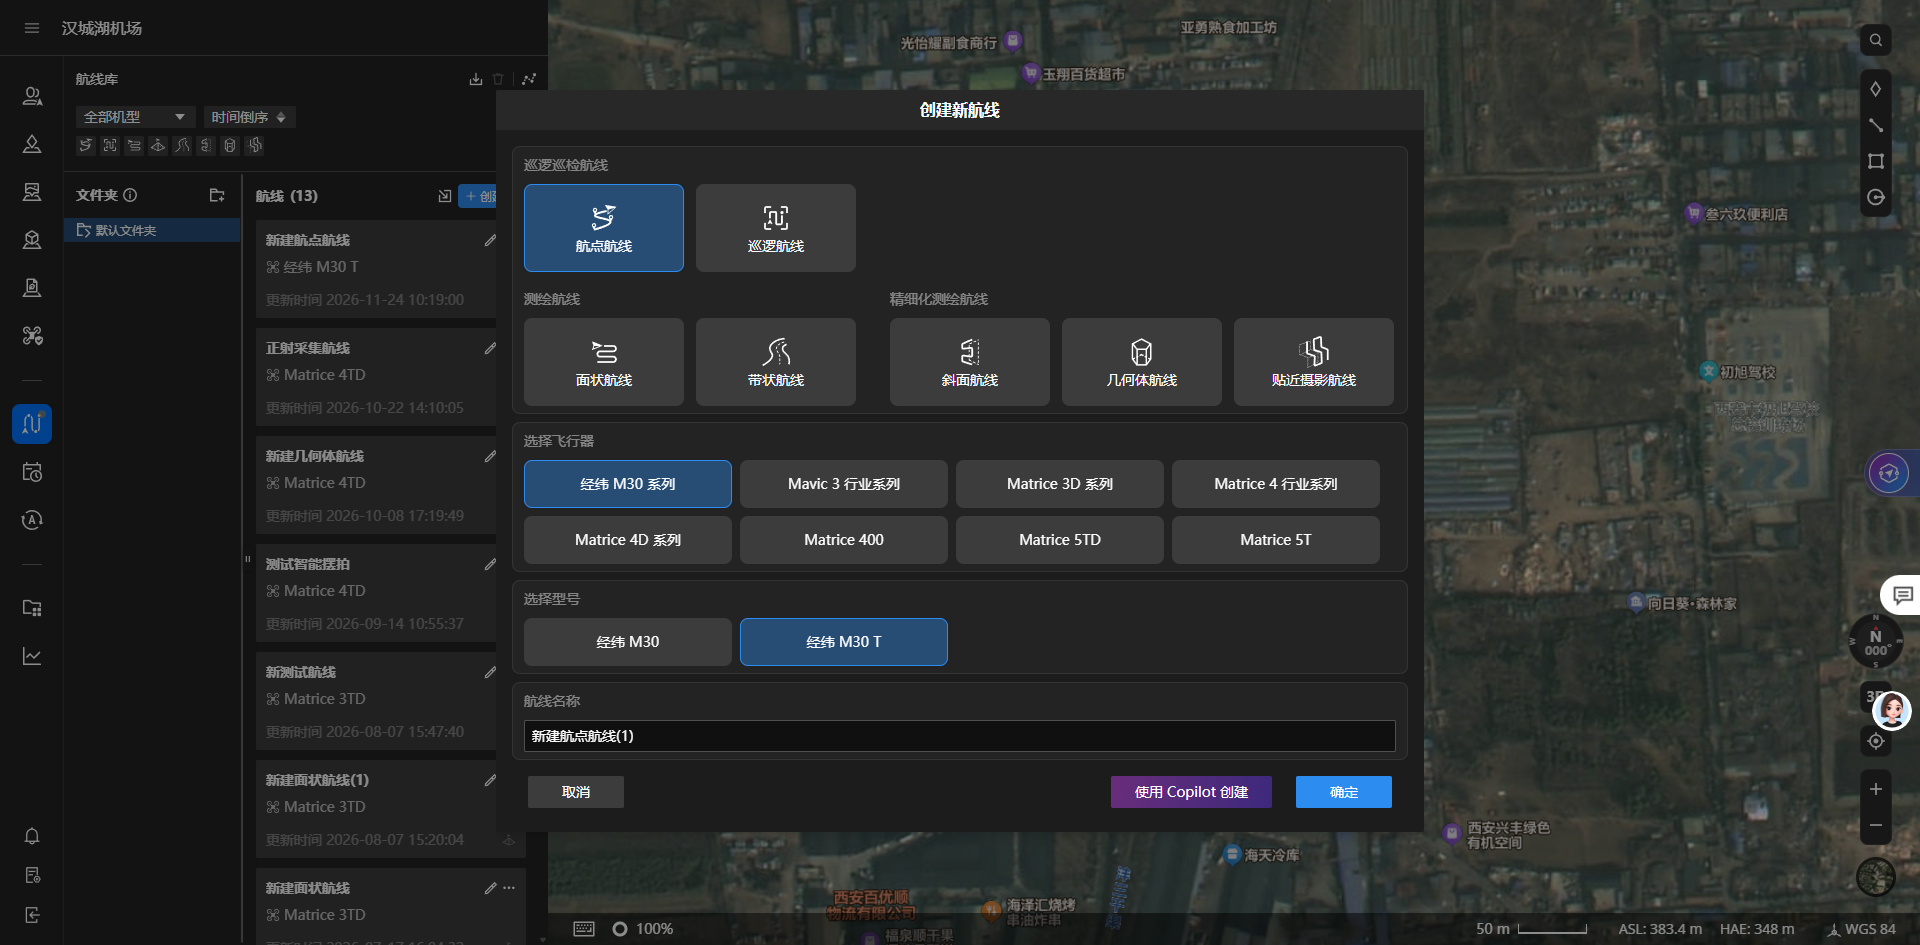 汉城湖机场
航线库
全部机型
时间倒序
文件夹
航线 (13)
+ 创建
默认文件夹
新建航点航线
经纬 M30 T
更新时间 2026-11-24 10:19:00
正射采集航线
Matrice 4TD
更新时间 2026-10-22 14:10:05
新建几何体航线
Matrice 4TD
更新时间 2026-10-08 17:19:49
测试智能摆拍
Matrice 4TD
更新时间 2026-09-14 10:55:37
新测试航线
Matrice 3TD
更新时间 2026-08-07 15:47:40
新建面状航线(1)
Matrice 3TD
更新时间 2026-08-07 15:20:04
新建面状航线
Matrice 3TD
创建新航线
巡逻巡检航线
航点航线
巡逻航线
测绘航线
精细化测绘航线
面状航线
带状航线
斜面航线
几何体航线
贴近摄影航线
选择飞行器
经纬 M30 系列
Mavic 3 行业系列
Matrice 3D 系列
Matrice 4 行业系列
Matrice 4D 系列
Matrice 400
Matrice 5TD
Matrice 5T
选择型号
经纬 M30
经纬 M30 T
航线名称
新建航点航线(1)
取消
使用 Copilot 创建
确定
亚勇熟食加工坊
光怡耀副食商行
玉翔百货超市
叁六玖便利店
初旭驾校
向日葵·森林家
N
W
S
N
000°
西安兴丰绿色
有机空间
海天冷库
西安百优顺
物流有限公司
海泽汇烧烤
串油炸串
福泉顺干果
100%
50 m
ASL: 383.4 m
HAE: 348 m
WGS 84